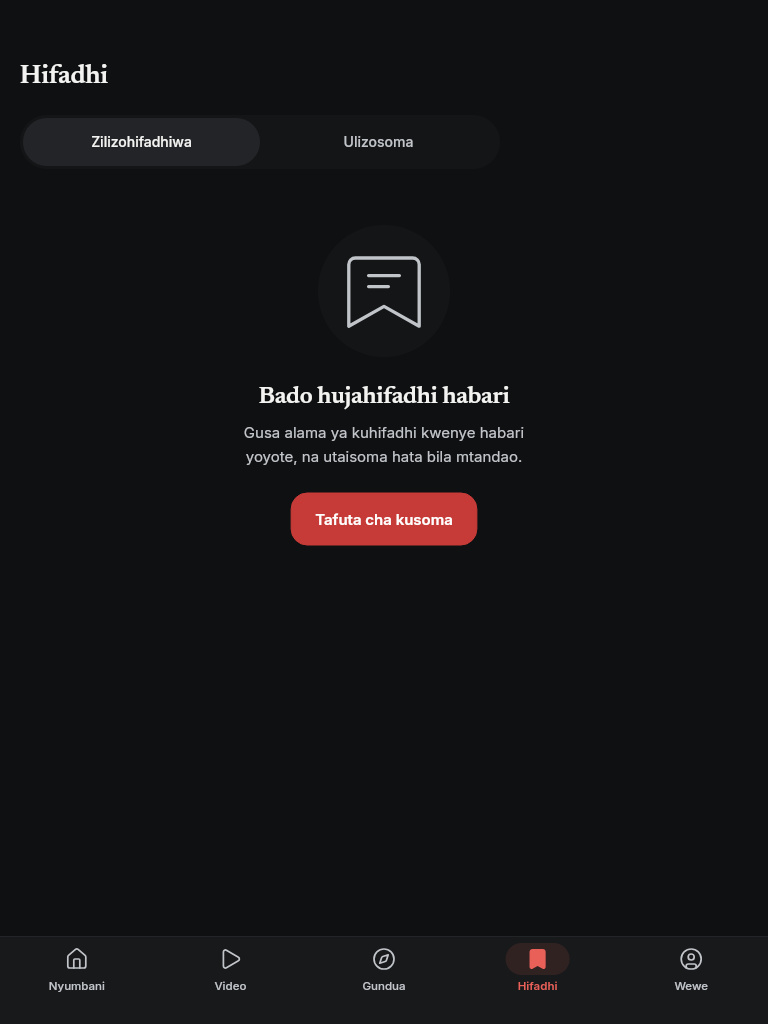 Hifadhi
Zilizohifadhiwa
Ulizosoma
Bado hujahifadhi habari
Gusa alama ya kuhifadhi kwenye habari
yoyote, na utaisoma hata bila mtandao.
Tafuta cha kusoma
Nyumbani
Video
Gundua
Hifadhi
Wewe